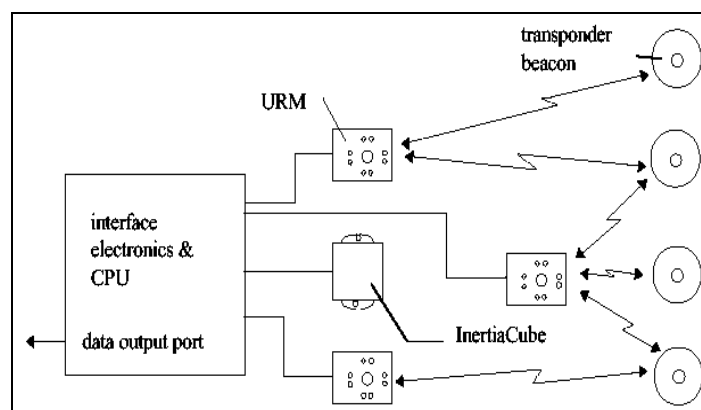 transponder
beacon
URM
interface
electronics &
CPU
InertiaCube
data output port